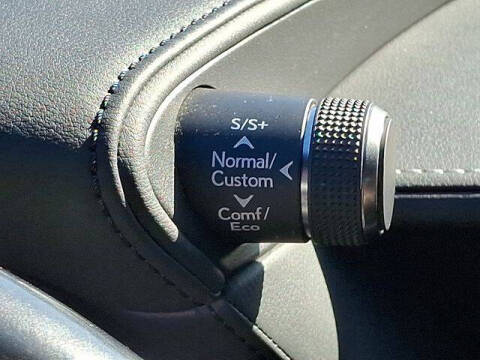 S/S+
Normal/
Custom
Comf/
Eco